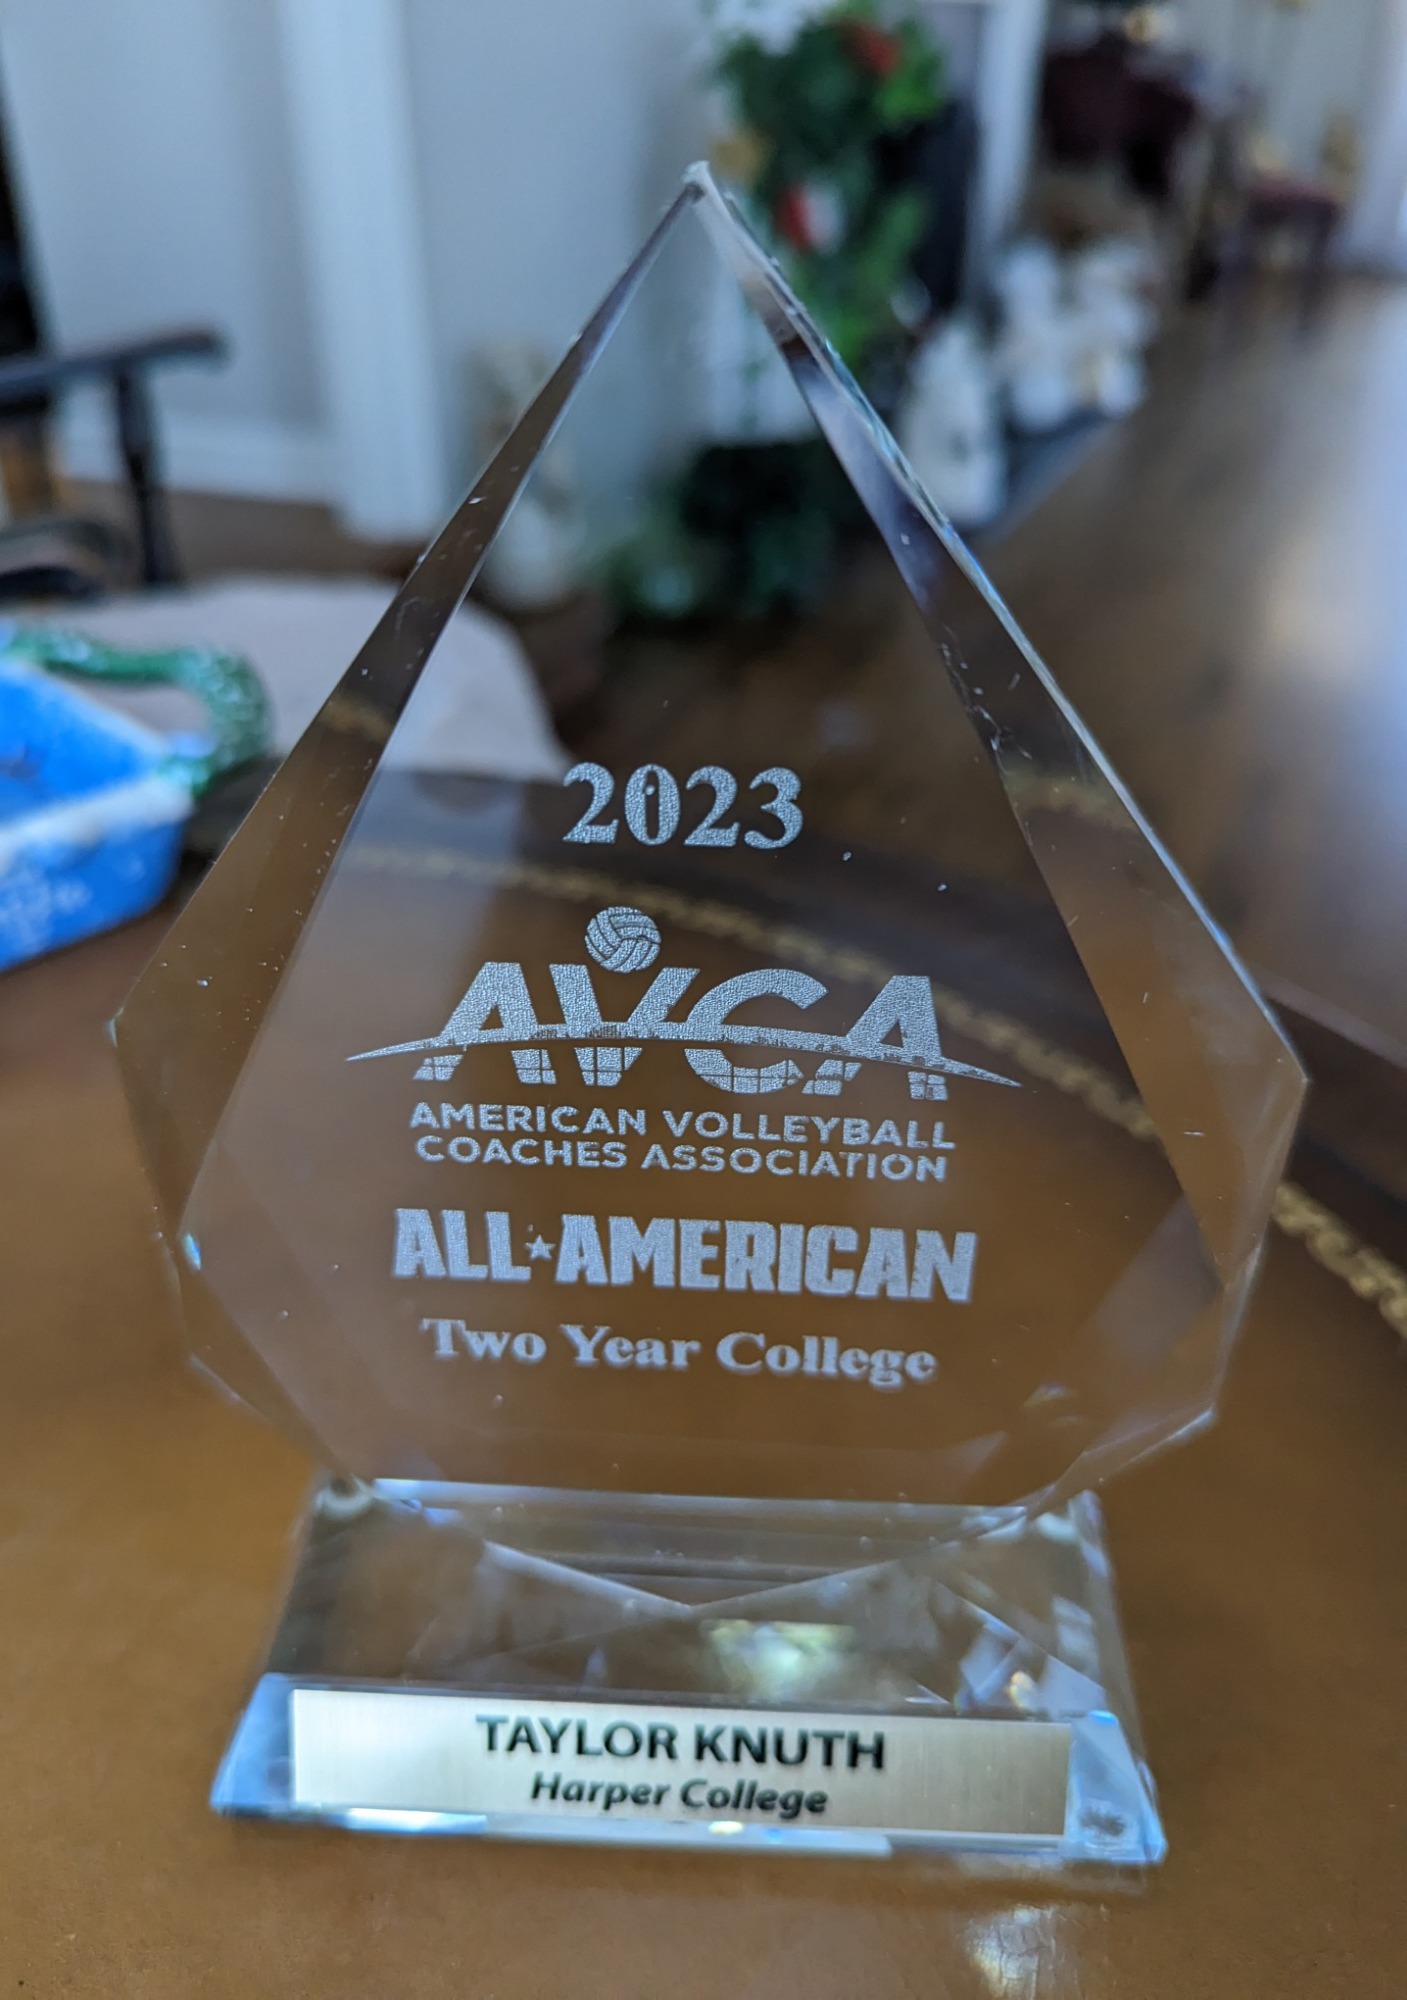 2023
AVCA
AMERICAN VOLLEYBALL
COACHES ASSOCIATION
ALL★AMERICAN
Two Year College
TAYLOR KNUTH
Harper College